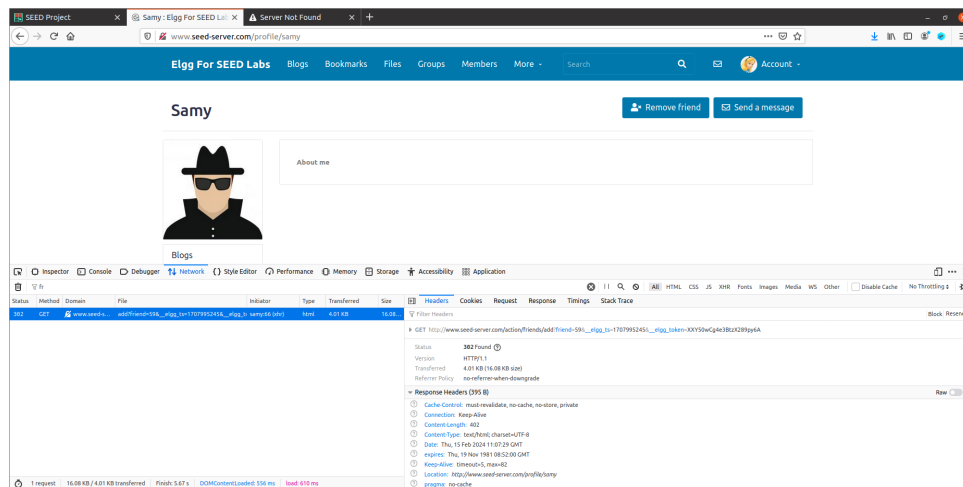 SEED Project
Samy : Elgg For SEED Lab
Server Not Found
www.seed-server.com/profile/samy
Elgg For SEED Labs Blogs Bookmarks Files Groups Members More Search Account
Samy
Remove friend Send a message
About me
Blogs
Inspector Console Debugger Network Style Editor Performance Memory Storage Accessibility Application
fr All HTML CSS JS XHR Fonts Images Media WS Other Disable Cache No Throttling
Status Method Domain File Initiator Type Transferred Size Headers Cookies Request Response Timings Stack Trace
302 GET www.seed-s... add?friend=59&__elgg_ts=1707995245&__elgg_t samy:66 (xhr) html 4.01 KB 16.08...
Filter Headers Block Resen
GET http://www.seed-server.com/action/friends/add?friend=59&__elgg_ts=1707995245&__elgg_token=XXYS0wCg4e3BtzX289py6A
Status 302 Found
Version HTTP/1.1
Transferred 4.01 KB (16.08 KB size)
Referrer Policy no-referrer-when-downgrade
Response Headers (395 B) Raw
Cache-Control: must-revalidate, no-cache, no-store, private
Connection: Keep-Alive
Content-Length: 402
Content-Type: text/html; charset=UTF-8
Date: Thu, 15 Feb 2024 11:07:29 GMT
expires: Thu, 19 Nov 1981 08:52:00 GMT
Keep-Alive: timeout=5, max=82
Location: http://www.seed-server.com/profile/samy
pragma: no-cache
1 request 16.08 KB / 4.01 KB transferred Finish: 5.67 s DOMContentLoaded: 556 ms load: 610 ms